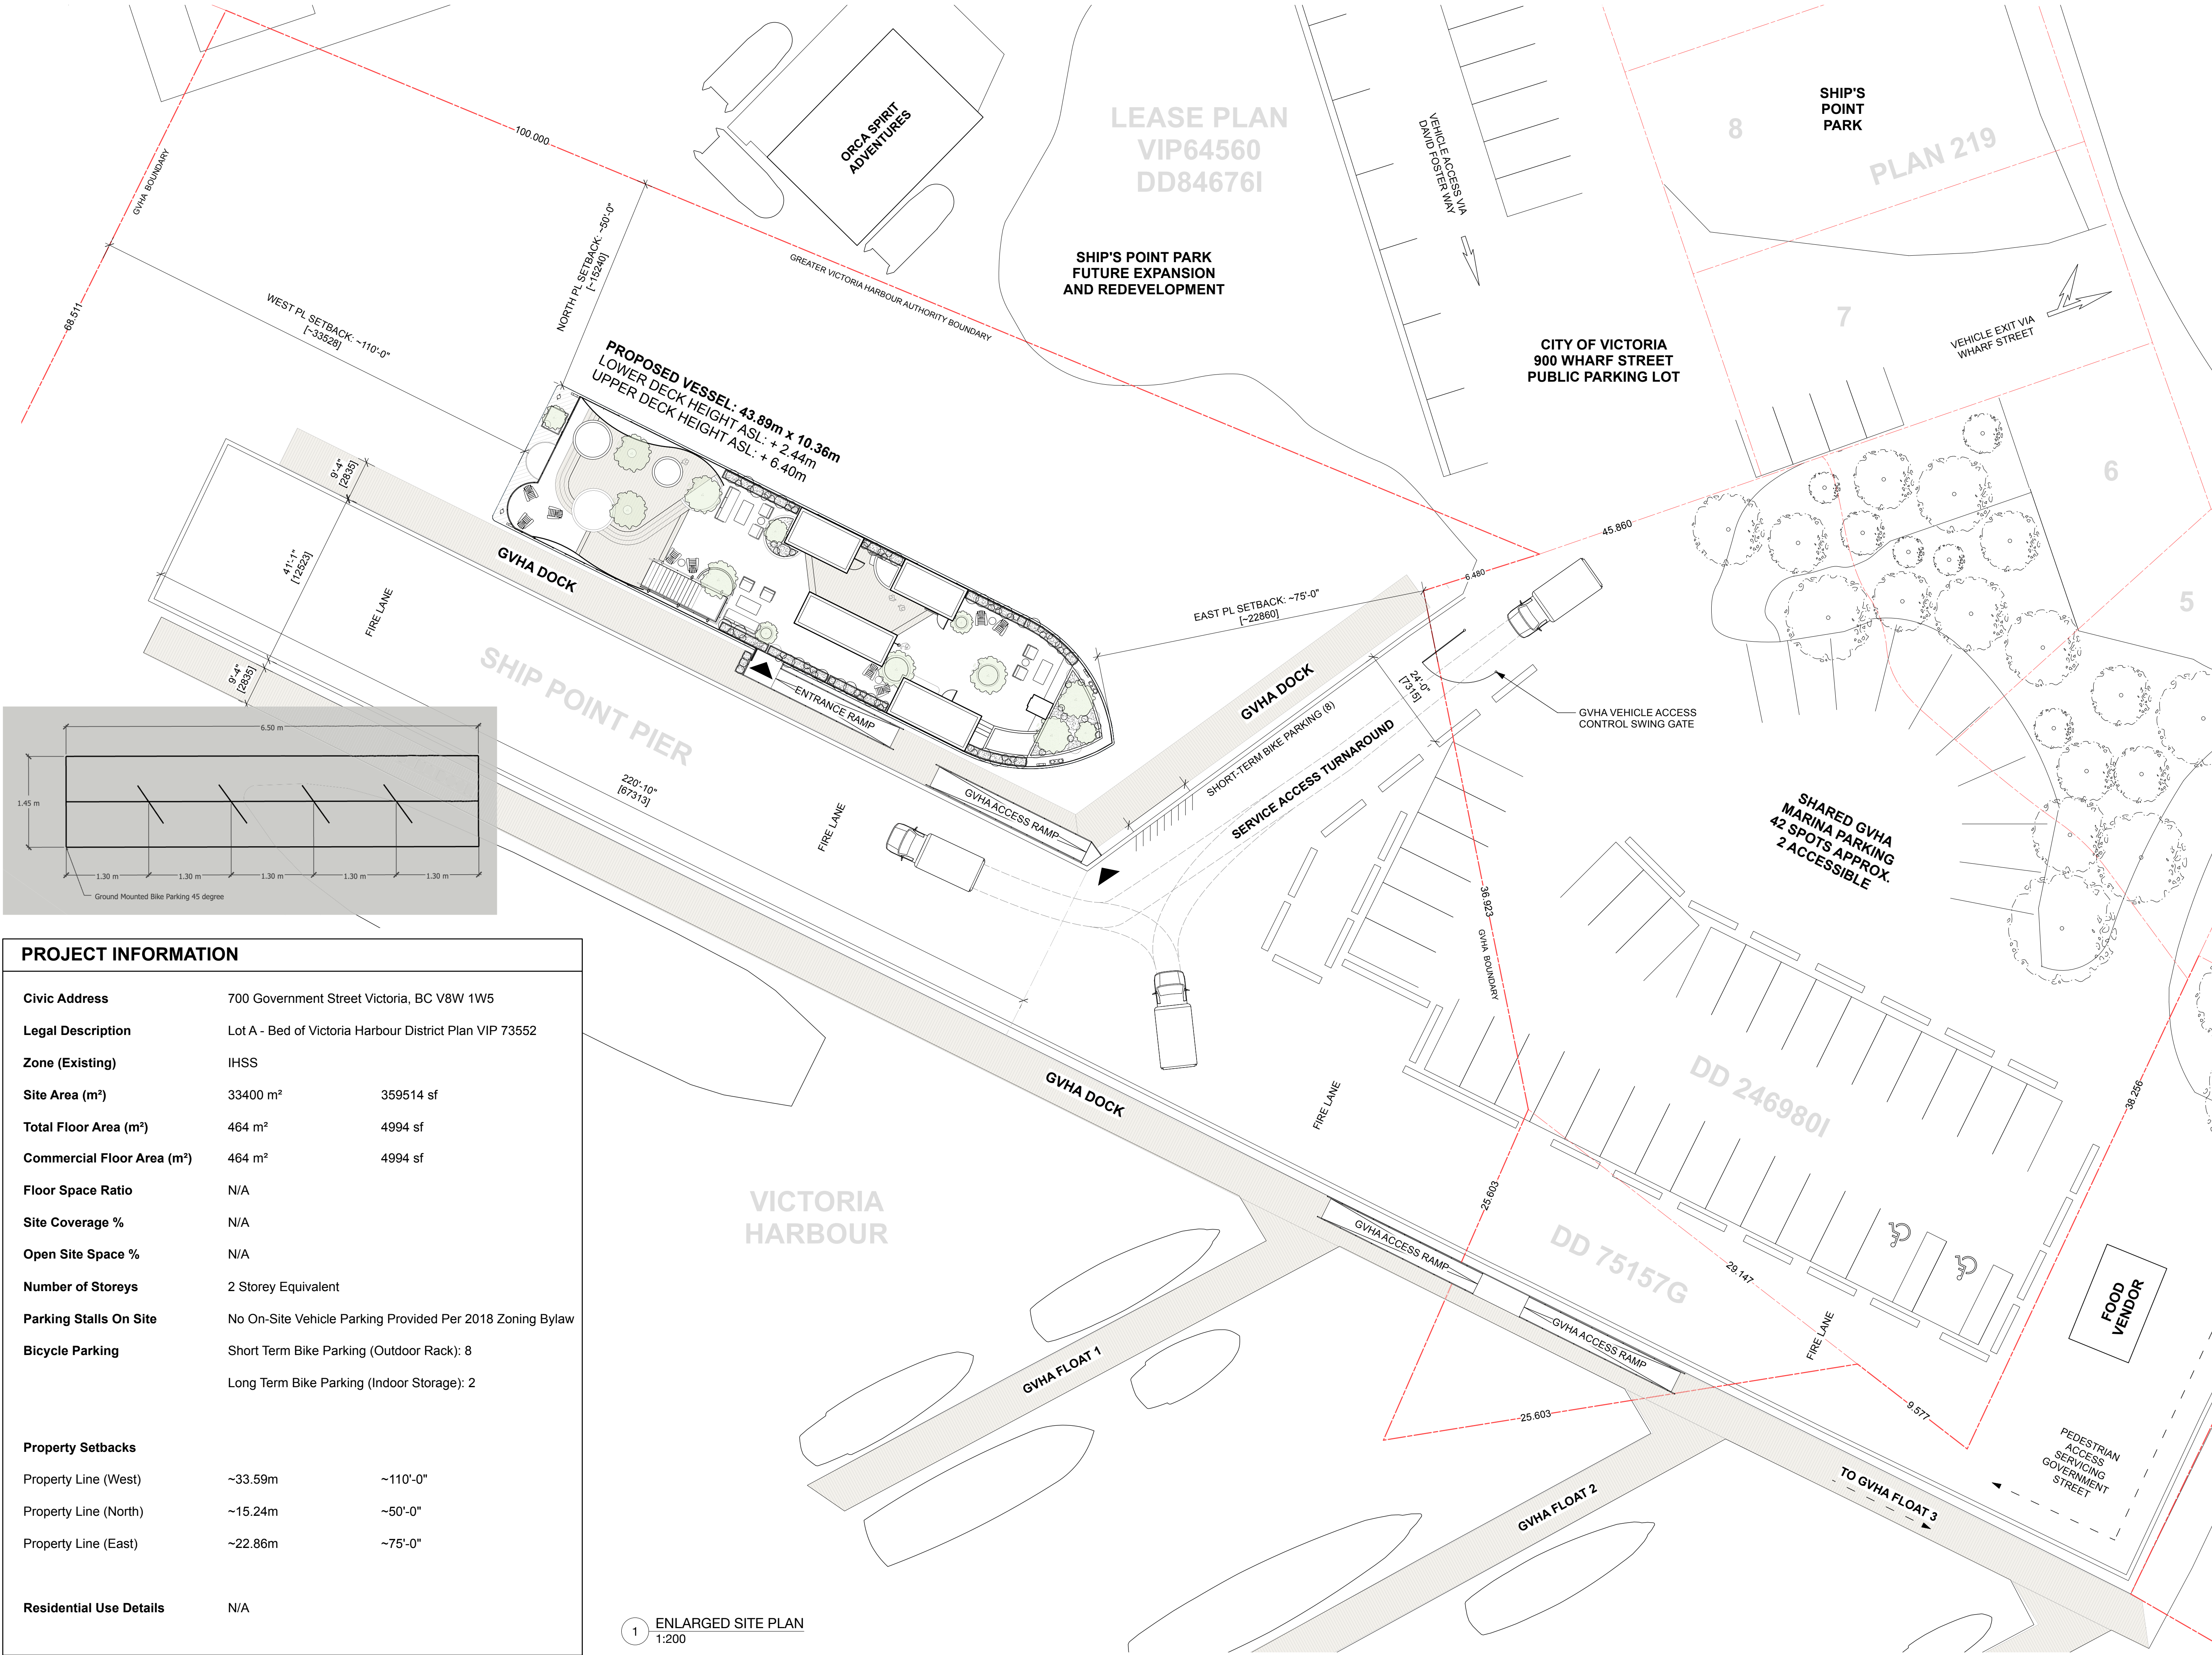 100.000
GVHA BOUNDARY
68.511
WEST PL SETBACK: ~110'-0"
[~33528]
NORTH PL SETBACK: ~50'-0"
[~15240]
ORCA SPIRIT
ADVENTURES
GREATER VICTORIA HARBOUR AUTHORITY BOUNDARY
LEASE PLAN
VIP64560
DD84676I
SHIP'S POINT PARK
FUTURE EXPANSION
AND REDEVELOPMENT
VEHICLE ACCESS VIA
DAVID FOSTER WAY
SHIP'S
POINT
PARK
8
PLAN 219
7
VEHICLE EXIT VIA
WHARF STREET
CITY OF VICTORIA
900 WHARF STREET
PUBLIC PARKING LOT
6
5
PROPOSED VESSEL: 43.89m x 10.36m
LOWER DECK HEIGHT ASL: + 2.44m
UPPER DECK HEIGHT ASL: + 6.40m
9'-4"
[2835]
41'-1"
[12523]
FIRE LANE
GVHA DOCK
9'-4"
[2835]
SHIP POINT PIER
ENTRANCE RAMP
GVHA ACCESS RAMP
220'-10"
[67313]
FIRE LANE
EAST PL SETBACK: ~75'-0"
[~22860]
45.860
6.480
GVHA DOCK
SHORT-TERM BIKE PARKING (8)
SERVICE ACCESS TURNAROUND
24'-0"
[7315]
GVHA VEHICLE ACCESS
CONTROL SWING GATE
SHARED GVHA
MARINA PARKING
42 SPOTS APPROX.
2 ACCESSIBLE
36.923
GVHA BOUNDARY
6.50 m
1.45 m
1.30 m
1.30 m
1.30 m
1.30 m
1.30 m
Ground Mounted Bike Parking 45 degree
PROJECT INFORMATION
Civic Address 700 Government Street Victoria, BC V8W 1W5
Legal Description Lot A - Bed of Victoria Harbour District Plan VIP 73552
Zone (Existing) IHSS
Site Area (m²) 33400 m² 359514 sf
Total Floor Area (m²) 464 m² 4994 sf
Commercial Floor Area (m²) 464 m² 4994 sf
Floor Space Ratio N/A
Site Coverage % N/A
Open Site Space % N/A
Number of Storeys 2 Storey Equivalent
Parking Stalls On Site No On-Site Vehicle Parking Provided Per 2018 Zoning Bylaw
Bicycle Parking Short Term Bike Parking (Outdoor Rack): 8
Long Term Bike Parking (Indoor Storage): 2
Property Setbacks
Property Line (West) ~33.59m ~110'-0"
Property Line (North) ~15.24m ~50'-0"
Property Line (East) ~22.86m ~75'-0"
Residential Use Details N/A
GVHA DOCK
FIRE LANE
DD 246980I
38.256
VICTORIA
HARBOUR
25.603
GVHA ACCESS RAMP
DD 75157G
29.147
GVHA ACCESS RAMP
FIRE LANE
FOOD
VENDOR
GVHA FLOAT 1
25.603
9.577
PEDESTRIAN
ACCESS
SERVICING
GOVERNMENT
STREET
GVHA FLOAT 2
TO GVHA FLOAT 3
1 ENLARGED SITE PLAN
1:200